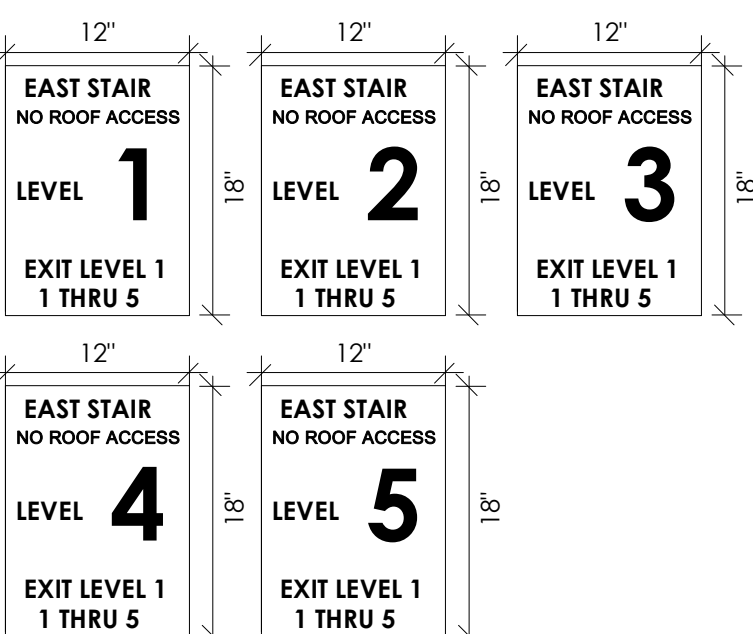 12" 12" 12"
EAST STAIR EAST STAIR EAST STAIR
NO ROOF ACCESS NO ROOF ACCESS NO ROOF ACCESS
LEVEL 1 18" LEVEL 2 18" LEVEL 3 18"
EXIT LEVEL 1 EXIT LEVEL 1 EXIT LEVEL 1
1 THRU 5 1 THRU 5 1 THRU 5
12" 12"
EAST STAIR EAST STAIR
NO ROOF ACCESS NO ROOF ACCESS
LEVEL 4 18" LEVEL 5 18"
EXIT LEVEL 1 EXIT LEVEL 1
1 THRU 5 1 THRU 5